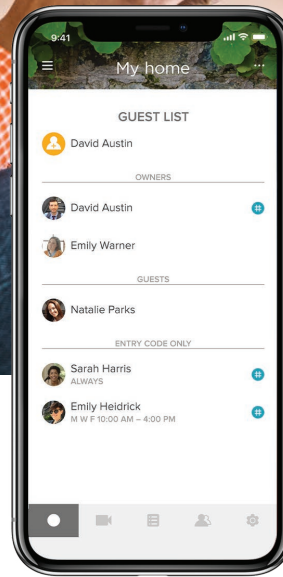 9:41
My home
GUEST LIST
David Austin
OWNERS
David Austin
#
Emily Warner
GUESTS
Natalie Parks
ENTRY CODE ONLY
Sarah Harris
ALWAYS
#
Emily Heidrick
M W F 10:00 AM – 4:00 PM
#